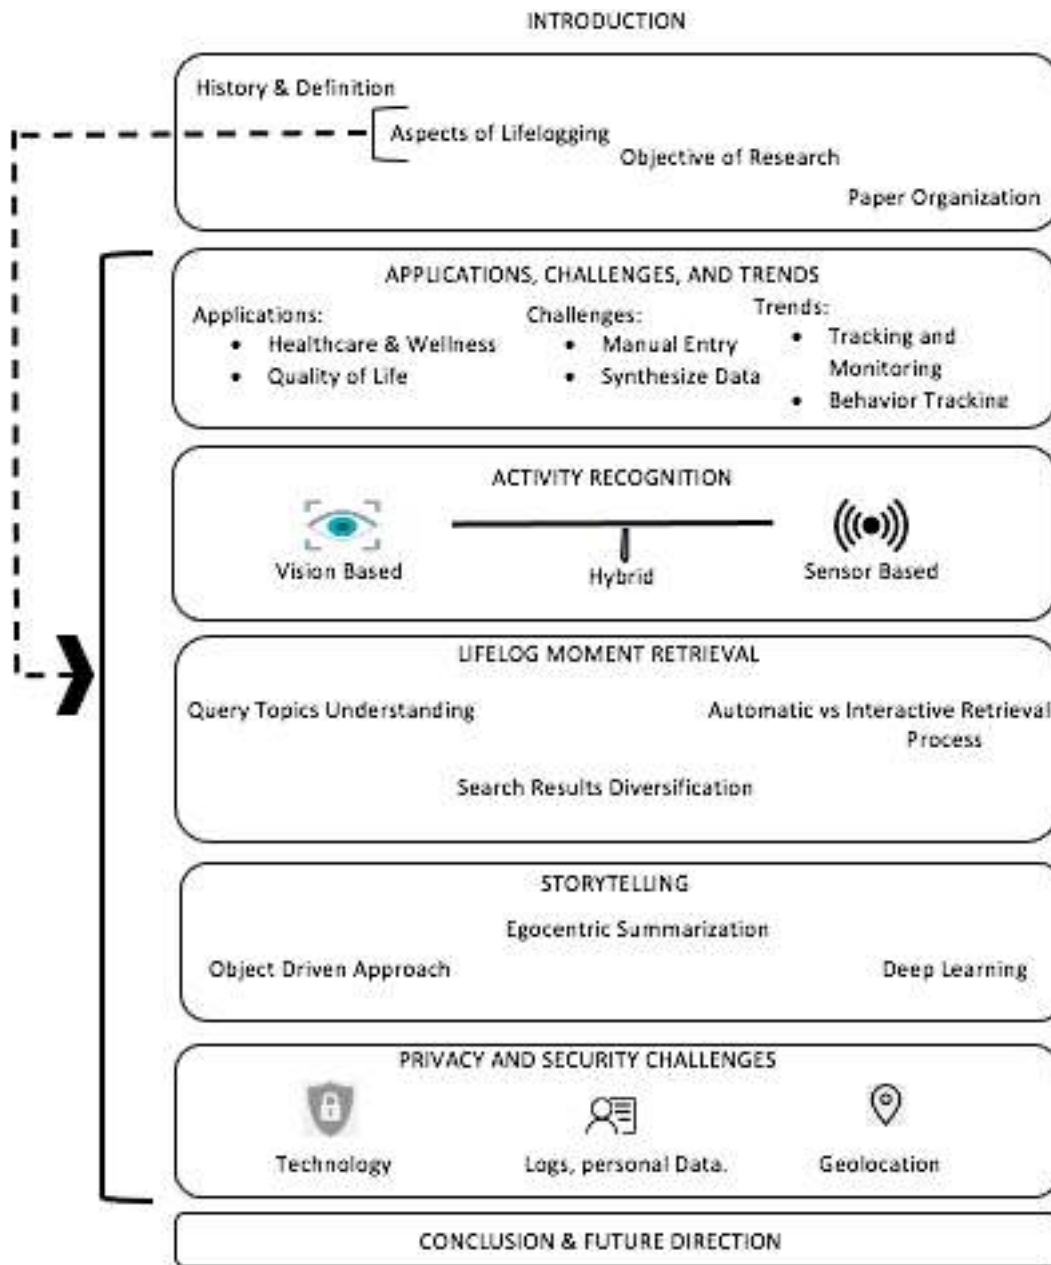 INTRODUCTION
History & Definition
Aspects of Lifelogging
Objective of Research
Paper Organization
APPLICATIONS, CHALLENGES, AND TRENDS
Applications:
• Healthcare & Wellness
• Quality of Life
Challenges:
• Manual Entry
• Synthesize Data
Trends:
• Tracking and
Monitoring
• Behavior Tracking
ACTIVITY RECOGNITION
Vision Based
Hybrid
Sensor Based
LIFELOG MOMENT RETRIEVAL
Query Topics Understanding
Automatic vs Interactive Retrieval
Process
Search Results Diversification
STORYTELLING
Egocentric Summarization
Object Driven Approach
Deep Learning
PRIVACY AND SECURITY CHALLENGES
Technology
Logs, personal Data.
Geolocation
CONCLUSION & FUTURE DIRECTION